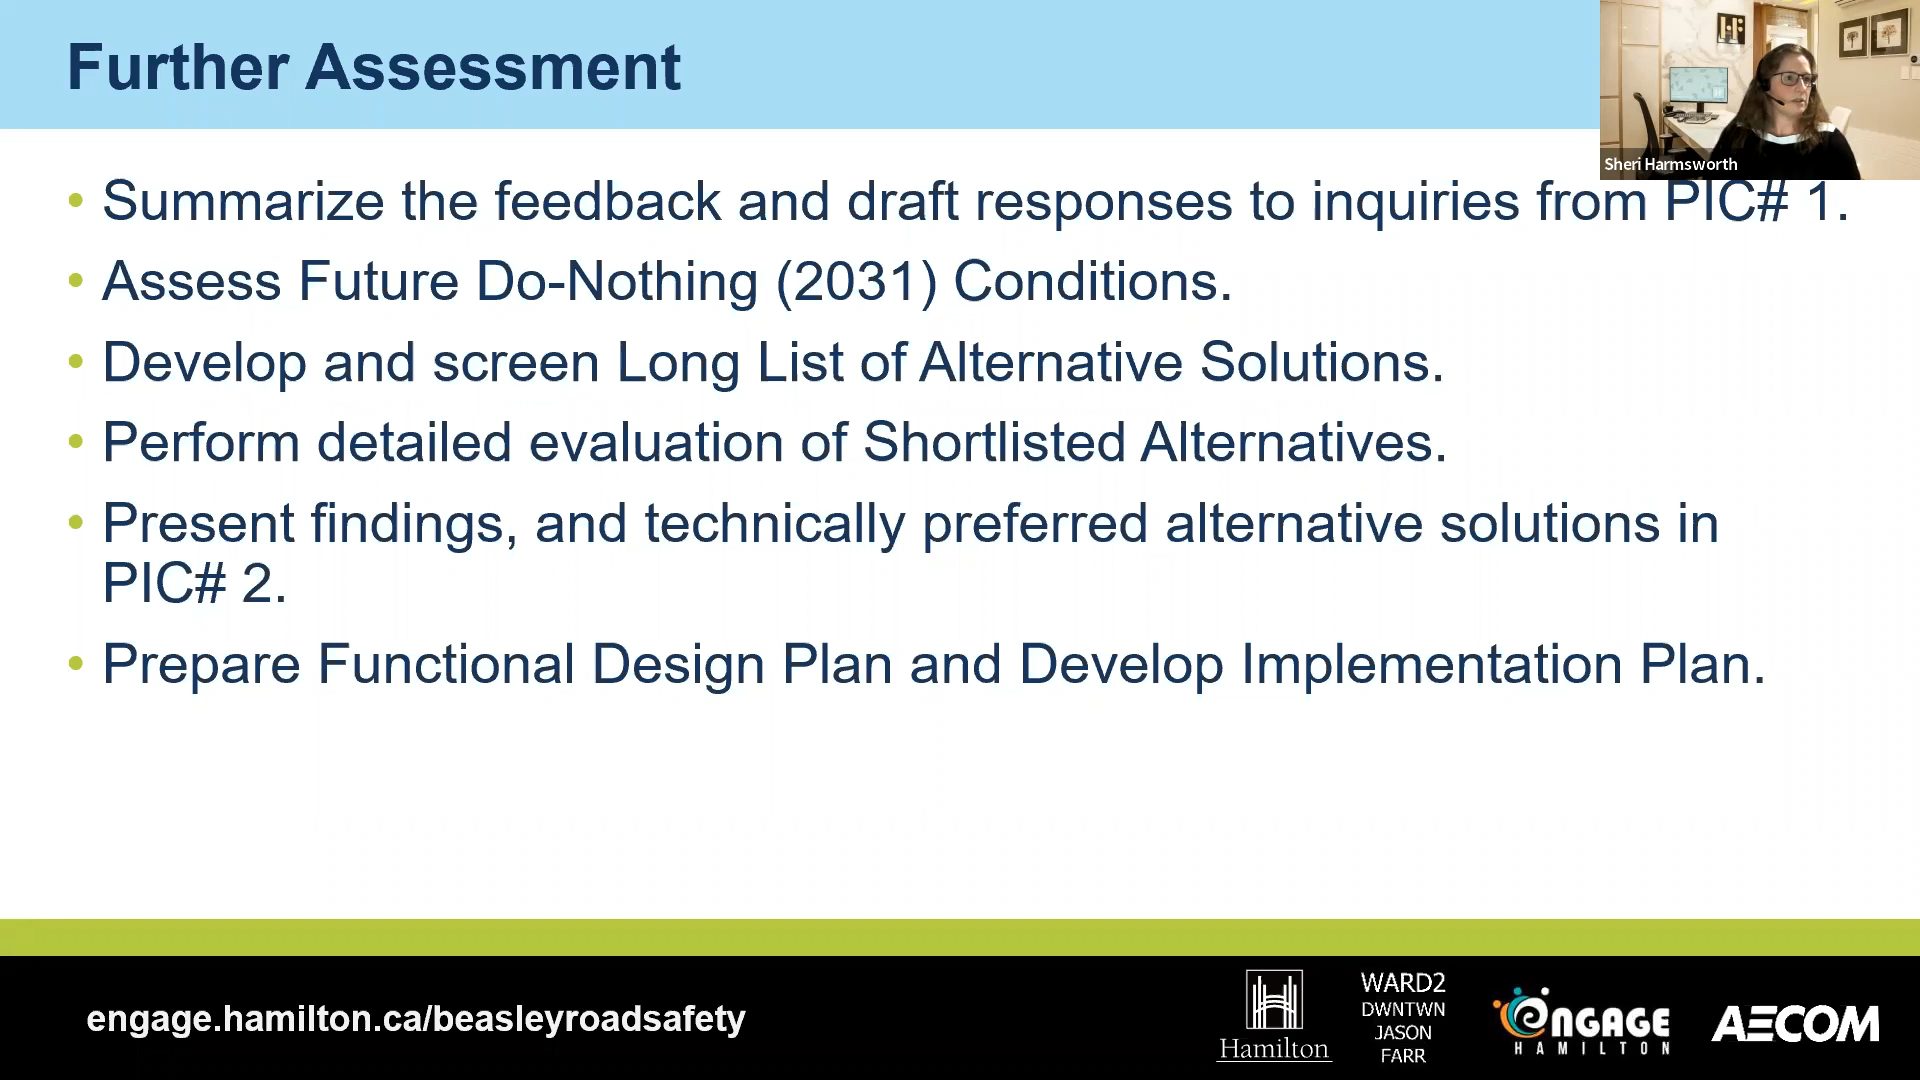 Further Assessment
Sheri Harmsworth
• Summarize the feedback and draft responses to inquiries from PIC# 1.
• Assess Future Do-Nothing (2031) Conditions.
• Develop and screen Long List of Alternative Solutions.
• Perform detailed evaluation of Shortlisted Alternatives.
• Present findings, and technically preferred alternative solutions in
PIC# 2.
• Prepare Functional Design Plan and Develop Implementation Plan.
engage.hamilton.ca/beasleyroadsafety
Hamilton
WARD2
DWNTWN
JASON
FARR
ENGAGE
HAMILTON
AECOM